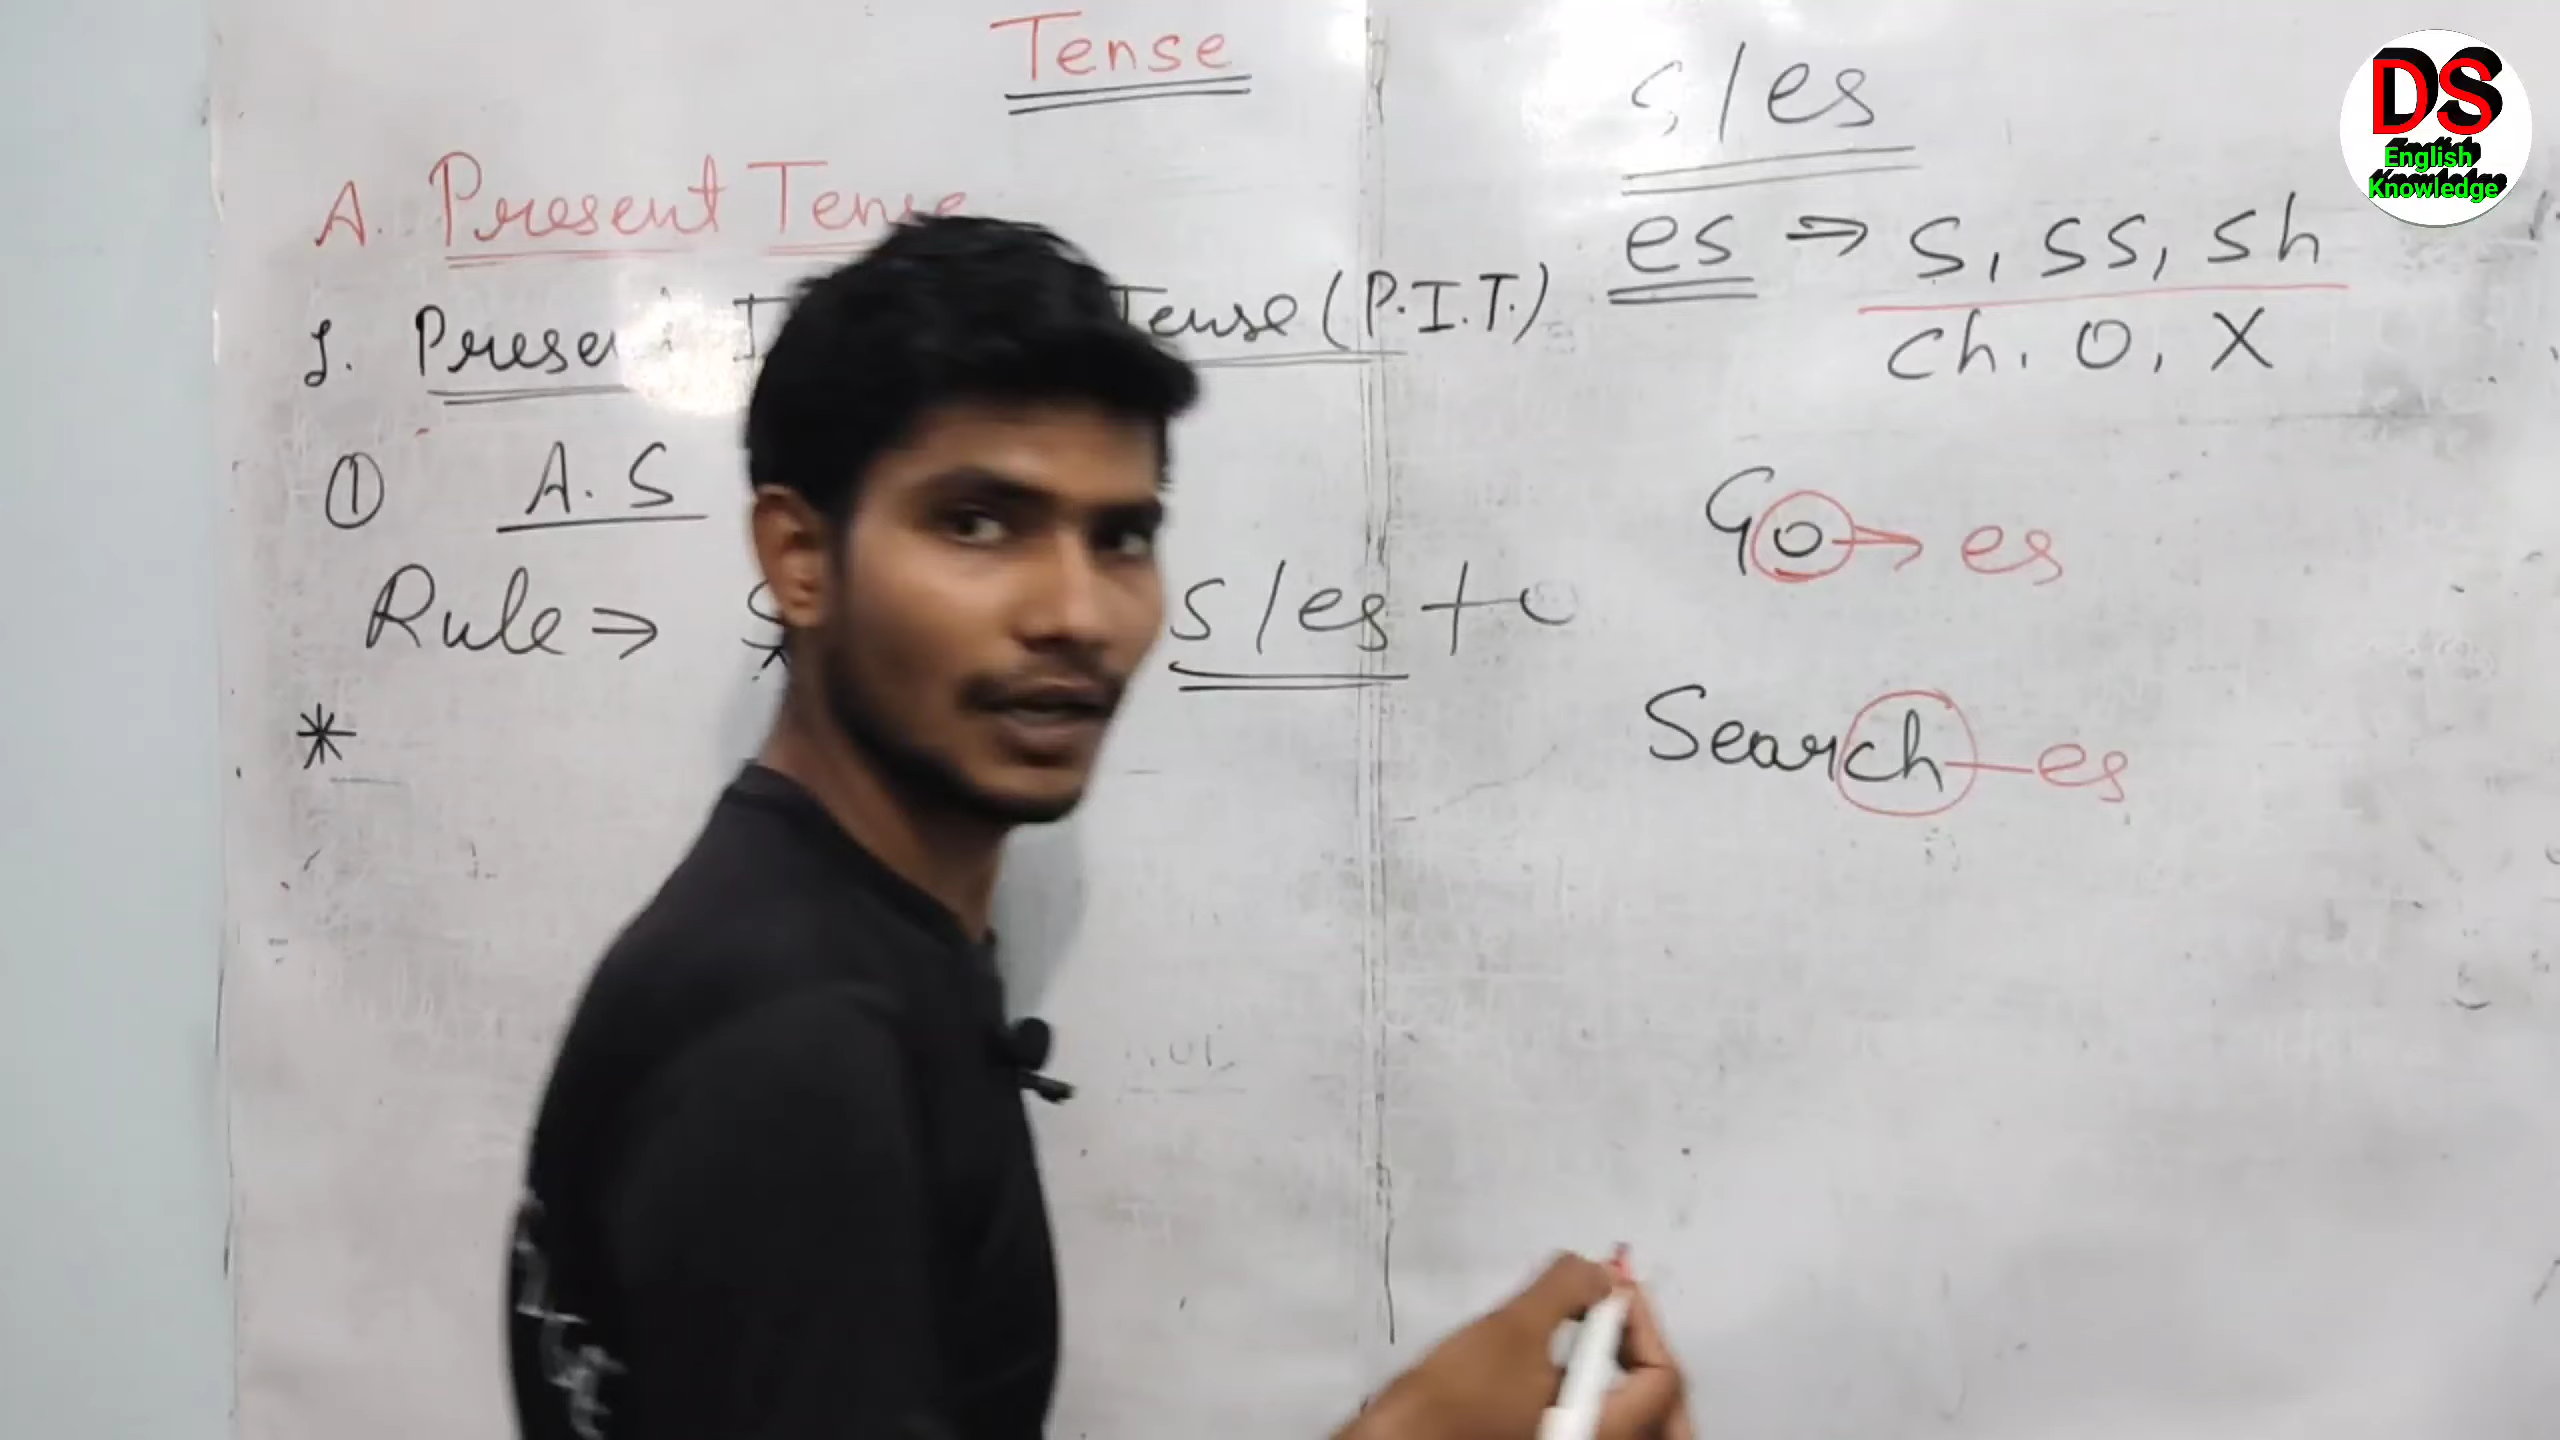 Tense
A. Present Tense
1. Present Tense (P.I.T.)
① A.S
Rule ⇒ s/es +
*
s/es
es ⇒ s, ss, sh
ch. o, x
Go → es
Search — es
DS
English
Knowledge